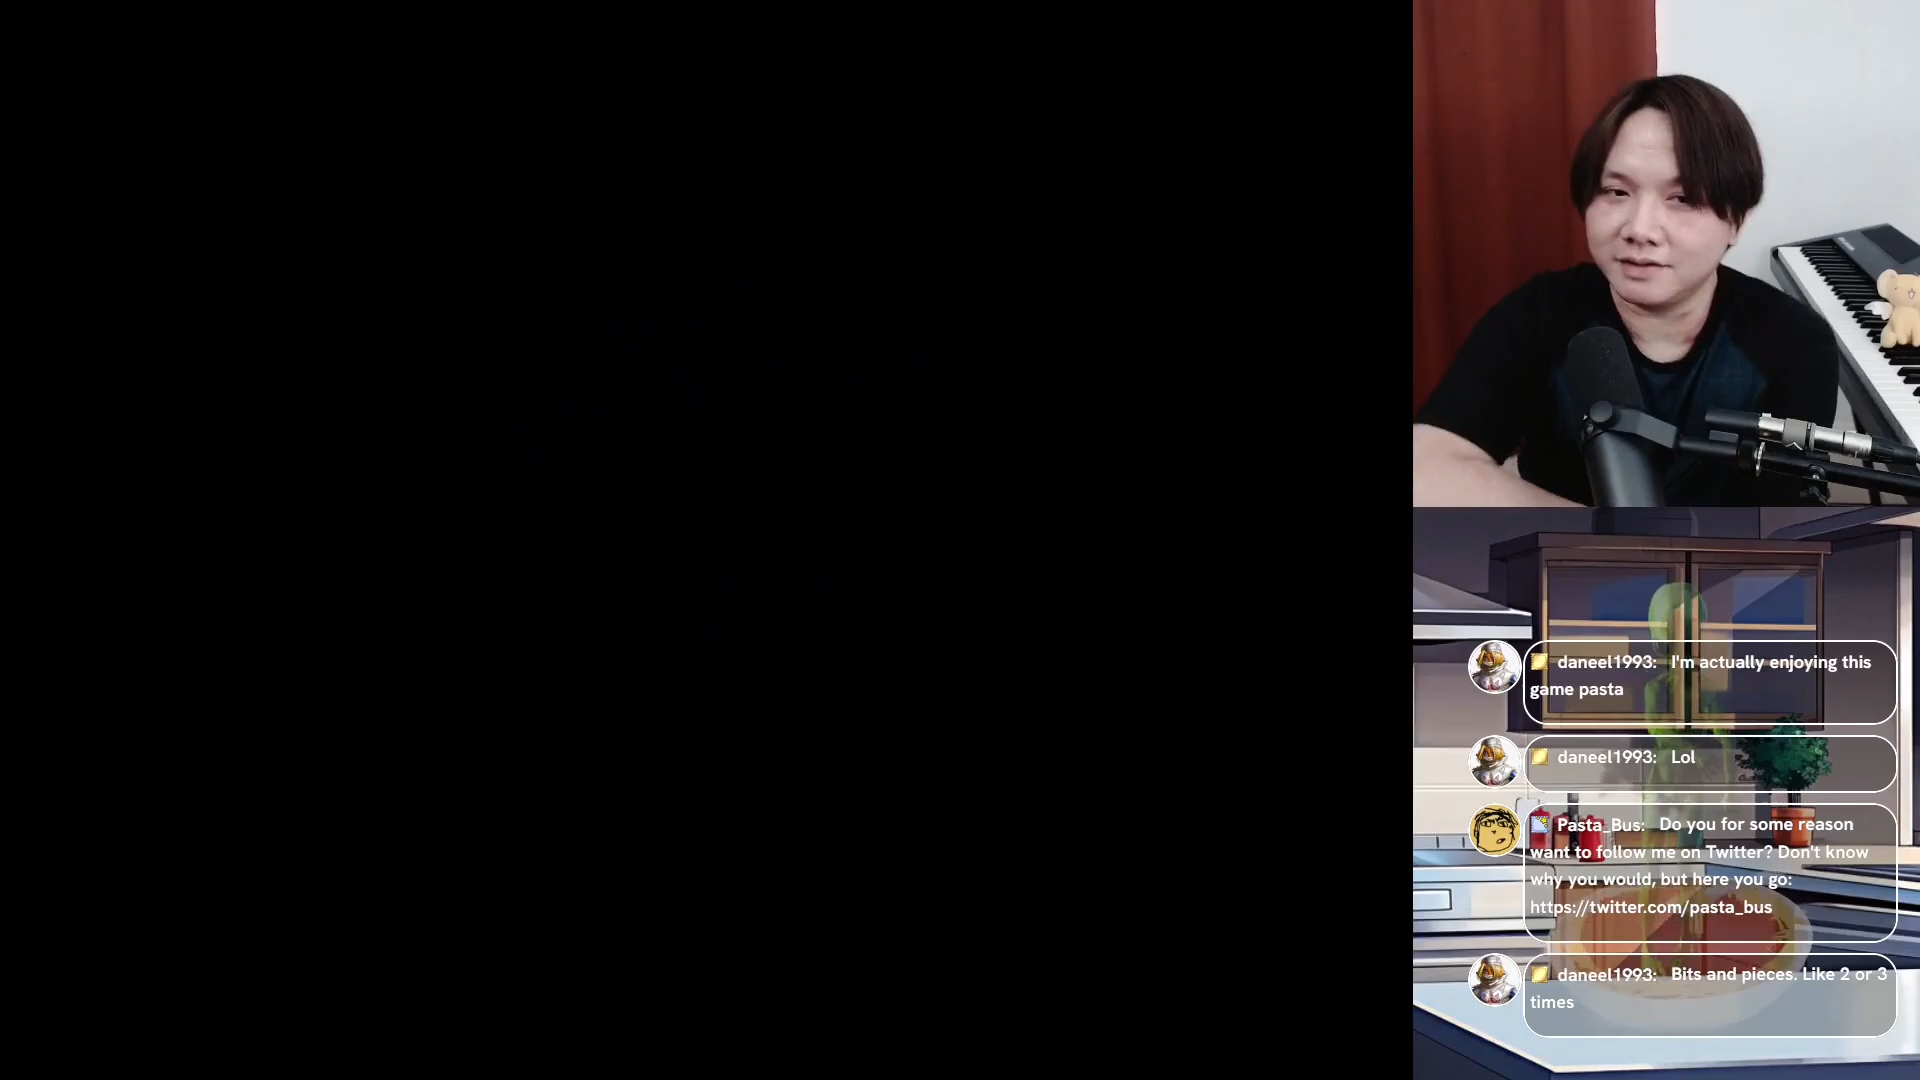 daneel1993: I'm actually enjoying this
game pasta
daneel1993: Lol
Pasta_Bus: Do you for some reason
want to follow me on Twitter? Don't know
why you would, but here you go:
https://twitter.com/pasta_bus
daneel1993: Bits and pieces. Like 2 or 3
times